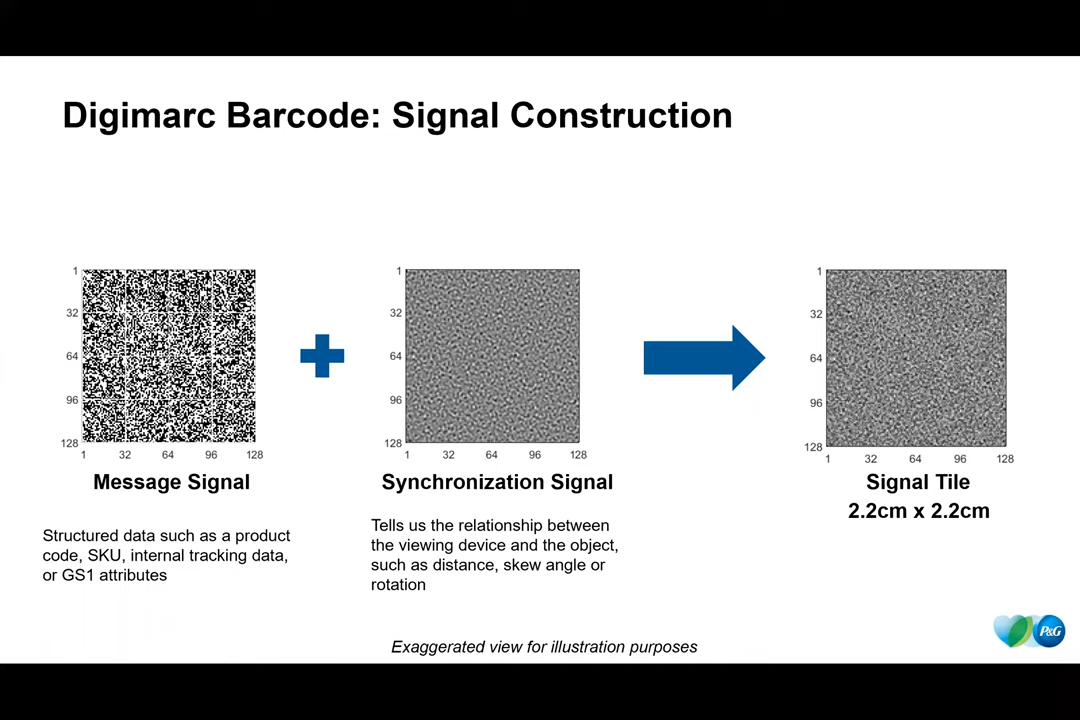 Digimarc Barcode: Signal Construction
1
32
64
96
128
1 32 64 96 128
Message Signal
Structured data such as a product
code, SKU, internal tracking data,
or GS1 attributes
1
32
64
96
128
1 32 64 96 128
Synchronization Signal
Tells us the relationship between
the viewing device and the object,
such as distance, skew angle or
rotation
1
32
64
96
128
1 32 64 96 128
Signal Tile
2.2cm x 2.2cm
Exaggerated view for illustration purposes
P&G